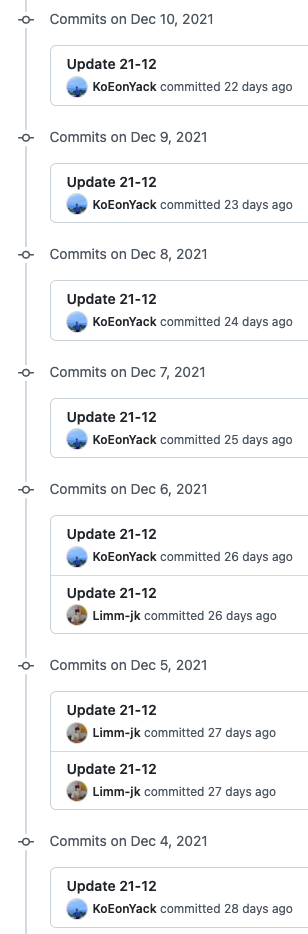 Commits on Dec 10, 2021
Update 21-12
KoEonYack committed 22 days ago
Commits on Dec 9, 2021
Update 21-12
KoEonYack committed 23 days ago
Commits on Dec 8, 2021
Update 21-12
KoEonYack committed 24 days ago
Commits on Dec 7, 2021
Update 21-12
KoEonYack committed 25 days ago
Commits on Dec 6, 2021
Update 21-12
KoEonYack committed 26 days ago
Update 21-12
Limm-jk committed 26 days ago
Commits on Dec 5, 2021
Update 21-12
Limm-jk committed 27 days ago
Update 21-12
Limm-jk committed 27 days ago
Commits on Dec 4, 2021
Update 21-12
KoEonYack committed 28 days ago